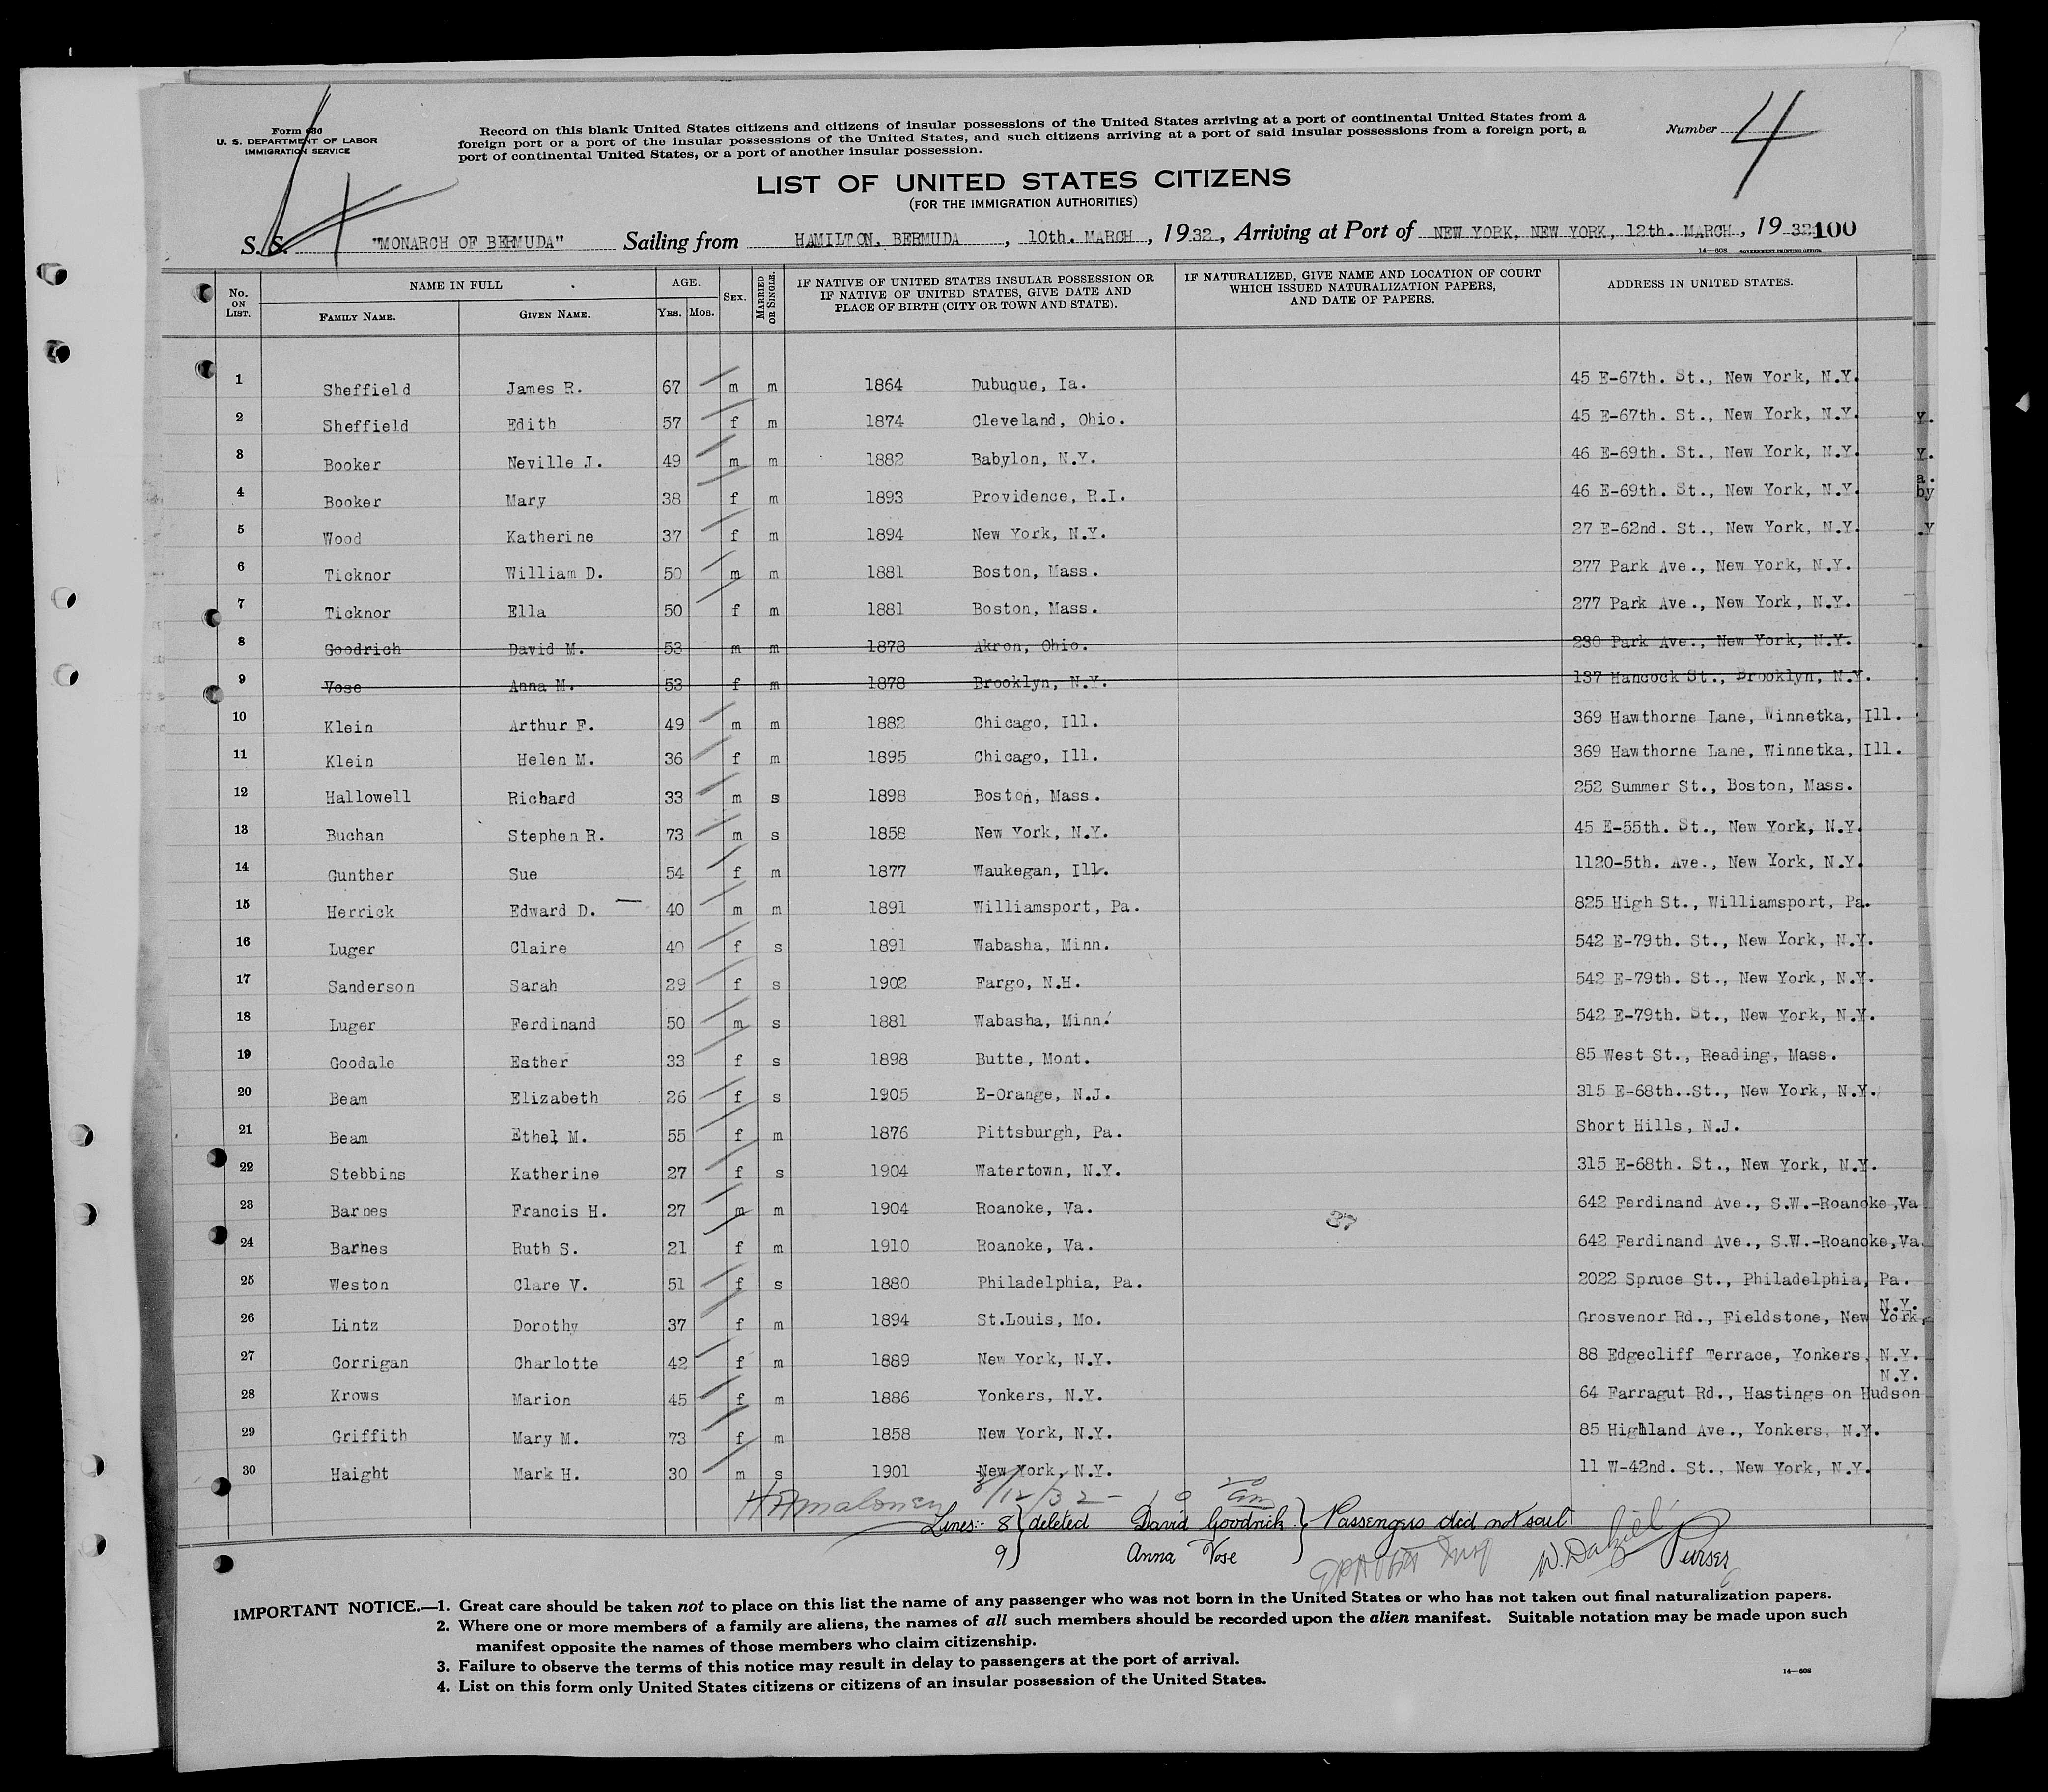 Form 630
U. S. DEPARTMENT OF LABOR
IMMIGRATION SERVICE
Record on this blank United States citizens and citizens of insular possessions of the United States arriving at a port of continental United States from a
foreign port or a port of the insular possessions of the United States, and such citizens arriving at a port of said insular possessions from a foreign port, a
port of continental United States, or a port of another insular possession.
Number 4
LIST OF UNITED STATES CITIZENS
(FOR THE IMMIGRATION AUTHORITIES)
S. S. "MONARCH OF BERMUDA" Sailing from HAMILTON, BERMUDA, 10th. MARCH, 1932, Arriving at Port of NEW YORK, NEW YORK, 12th. MARCH, 1932 100
14—608 GOVERNMENT PRINTING OFFICE
No. ON LIST. NAME IN FULL FAMILY NAME. GIVEN NAME. AGE. YRS. MOS. SEX. MARRIED OR SINGLE. IF NATIVE OF UNITED STATES INSULAR POSSESSION OR IF NATIVE OF UNITED STATES, GIVE DATE AND PLACE OF BIRTH (CITY OR TOWN AND STATE). IF NATURALIZED, GIVE NAME AND LOCATION OF COURT WHICH ISSUED NATURALIZATION PAPERS, AND DATE OF PAPERS. ADDRESS IN UNITED STATES.
1 Sheffield James R. 67 m m 1864 Dubuque, Ia. 45 E-67th. St., New York, N.Y.
2 Sheffield Edith 57 f m 1874 Cleveland, Ohio. 45 E-67th. St., New York, N.Y.
3 Booker Neville J. 49 m m 1882 Babylon, N.Y. 46 E-69th. St., New York, N.Y.
4 Booker Mary 38 f m 1893 Providence, R.I. 46 E-69th. St., New York, N.Y.
5 Wood Katherine 37 f m 1894 New York, N.Y. 27 E-62nd. St., New York, N.Y.
6 Ticknor William D. 50 m m 1881 Boston, Mass. 277 Park Ave., New York, N.Y.
7 Ticknor Ella 50 f m 1881 Boston, Mass. 277 Park Ave., New York, N.Y.
8 Goodrich David M. 53 m m 1878 Akron, Ohio. 230 Park Ave., New York, N.Y.
9 Vose Anna M. 53 f m 1878 Brooklyn, N.Y. 137 Hancock St., Brooklyn, N.Y.
10 Klein Arthur F. 49 m m 1882 Chicago, Ill. 369 Hawthorne Lane, Winnetka, Ill.
11 Klein Helen M. 36 f m 1895 Chicago, Ill. 369 Hawthorne Lane, Winnetka, Ill.
12 Hallowell Richard 33 m s 1898 Boston, Mass. 252 Summer St., Boston, Mass.
13 Buchan Stephen R. 73 m s 1858 New York, N.Y. 45 E-55th. St., New York, N.Y.
14 Gunther Sue 54 f m 1877 Waukegan, Ill. 1120-5th. Ave., New York, N.Y.
15 Herrick Edward D. 40 m m 1891 Williamsport, Pa. 825 High St., Williamsport, Pa.
16 Luger Claire 40 f s 1891 Wabasha, Minn. 542 E-79th. St., New York, N.Y.
17 Sanderson Sarah 29 f s 1902 Fargo, N.H. 542 E-79th. St., New York, N.Y.
18 Luger Ferdinand 50 m s 1881 Wabasha, Minn. 542 E-79th. St., New York, N.Y.
19 Goodale Esther 33 f s 1898 Butte, Mont. 85 West St., Reading, Mass.
20 Beam Elizabeth 26 f s 1905 E-Orange, N.J. 315 E-68th..St., New York, N.Y.
21 Beam Ethel M. 55 f m 1876 Pittsburgh, Pa. Short Hills, N.J.
22 Stebbins Katherine 27 f s 1904 Watertown, N.Y. 315 E-68th. St., New York, N.Y.
23 Barnes Francis H. 27 m m 1904 Roanoke, Va. 37 642 Ferdinand Ave., S.W.-Roanoke,Va
24 Barnes Ruth S. 21 f m 1910 Roanoke, Va. 642 Ferdinand Ave., S.W.-Roanoke,Va.
25 Weston Clare V. 51 f s 1880 Philadelphia, Pa. 2022 Spruce St., Philadelphia, Pa.
26 Lintz Dorothy 37 f m 1894 St.Louis, Mo. Grosvenor Rd., Fieldstone, New York, N.Y.
27 Corrigan Charlotte 42 f m 1889 New York, N.Y. 88 Edgecliff Terrace, Yonkers, N.Y.
28 Krows Marion 45 f m 1886 Yonkers, N.Y. 64 Farragut Rd., Hastings on Hudson N.Y.
29 Griffith Mary M. 73 f m 1858 New York, N.Y. 85 Highland Ave., Yonkers, N.Y.
30 Haight Mark H. 30 m s 1901 New York, N.Y. 11 W-42nd. St., New York, N.Y.
H A Maloney 3/12/32 -
Lines:- 8 } deleted David Goodrich } Passengers did not sail
9 Anna Vose Purser
IMPORTANT NOTICE.—1. Great care should be taken not to place on this list the name of any passenger who was not born in the United States or who has not taken out final naturalization papers.
2. Where one or more members of a family are aliens, the names of all such members should be recorded upon the alien manifest. Suitable notation may be made upon such
manifest opposite the names of those members who claim citizenship.
3. Failure to observe the terms of this notice may result in delay to passengers at the port of arrival.
4. List on this form only United States citizens or citizens of an insular possession of the United States.
14—608